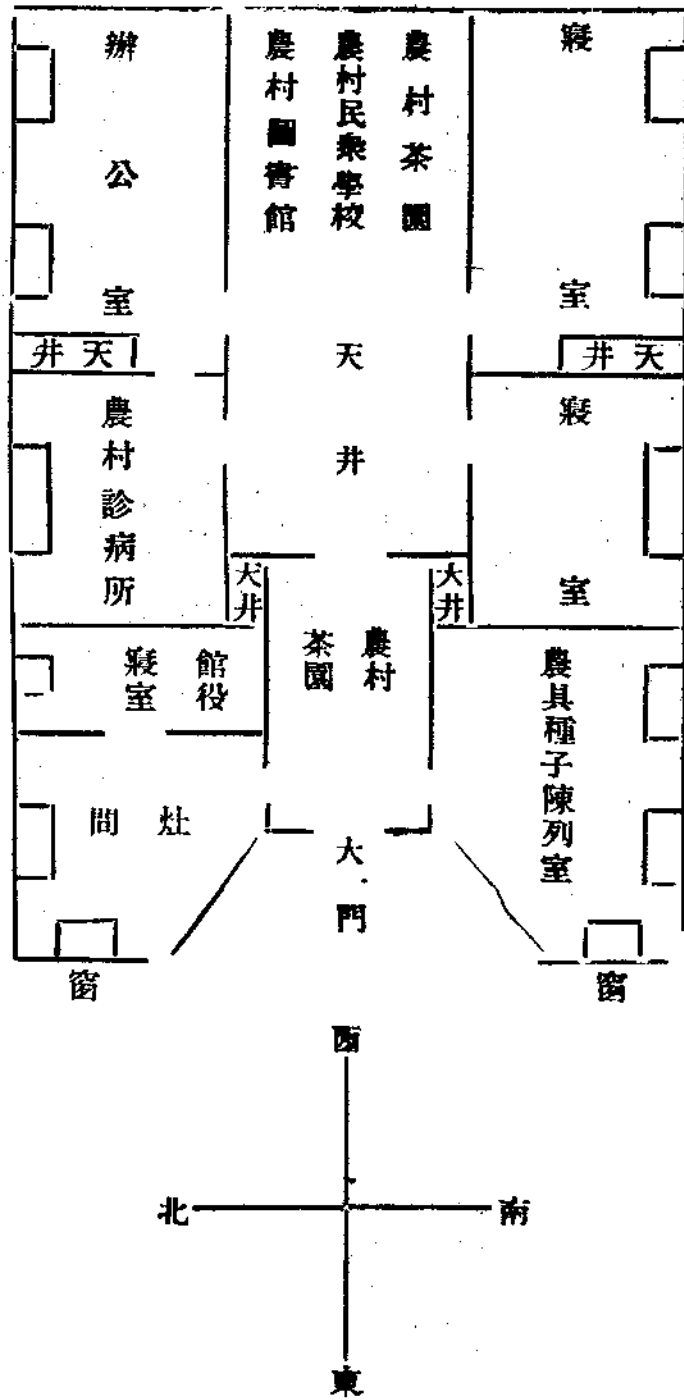 寢室
農村茶園
農村民衆學校
農村圖書館
辦公室
天井
天井
天井
寢室
農村診病所
天井
天井
農村
茶園
館役
寢室
農具種子陳列室
灶間
大門
窗
窗
西
北
南
東